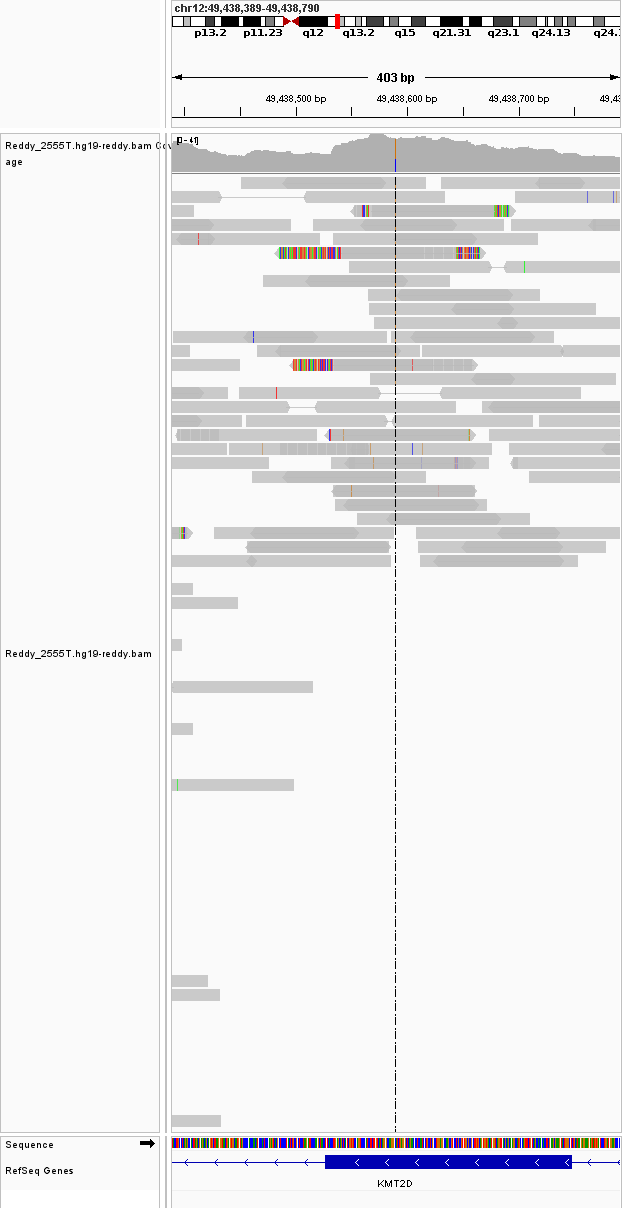 chr12:49,438,389-49,438,790
p13.2 p11.23 q12 q13.2 q15 q21.31 q23.1 q24.13 q24.
403 bp
49,438,500 bp 49,438,600 bp 49,438,700 bp 49,43
[0 - 41]
Reddy_2555T.hg19-reddy.bam Cov
age
Reddy_2555T.hg19-reddy.bam
Sequence
RefSeq Genes
KMT2D